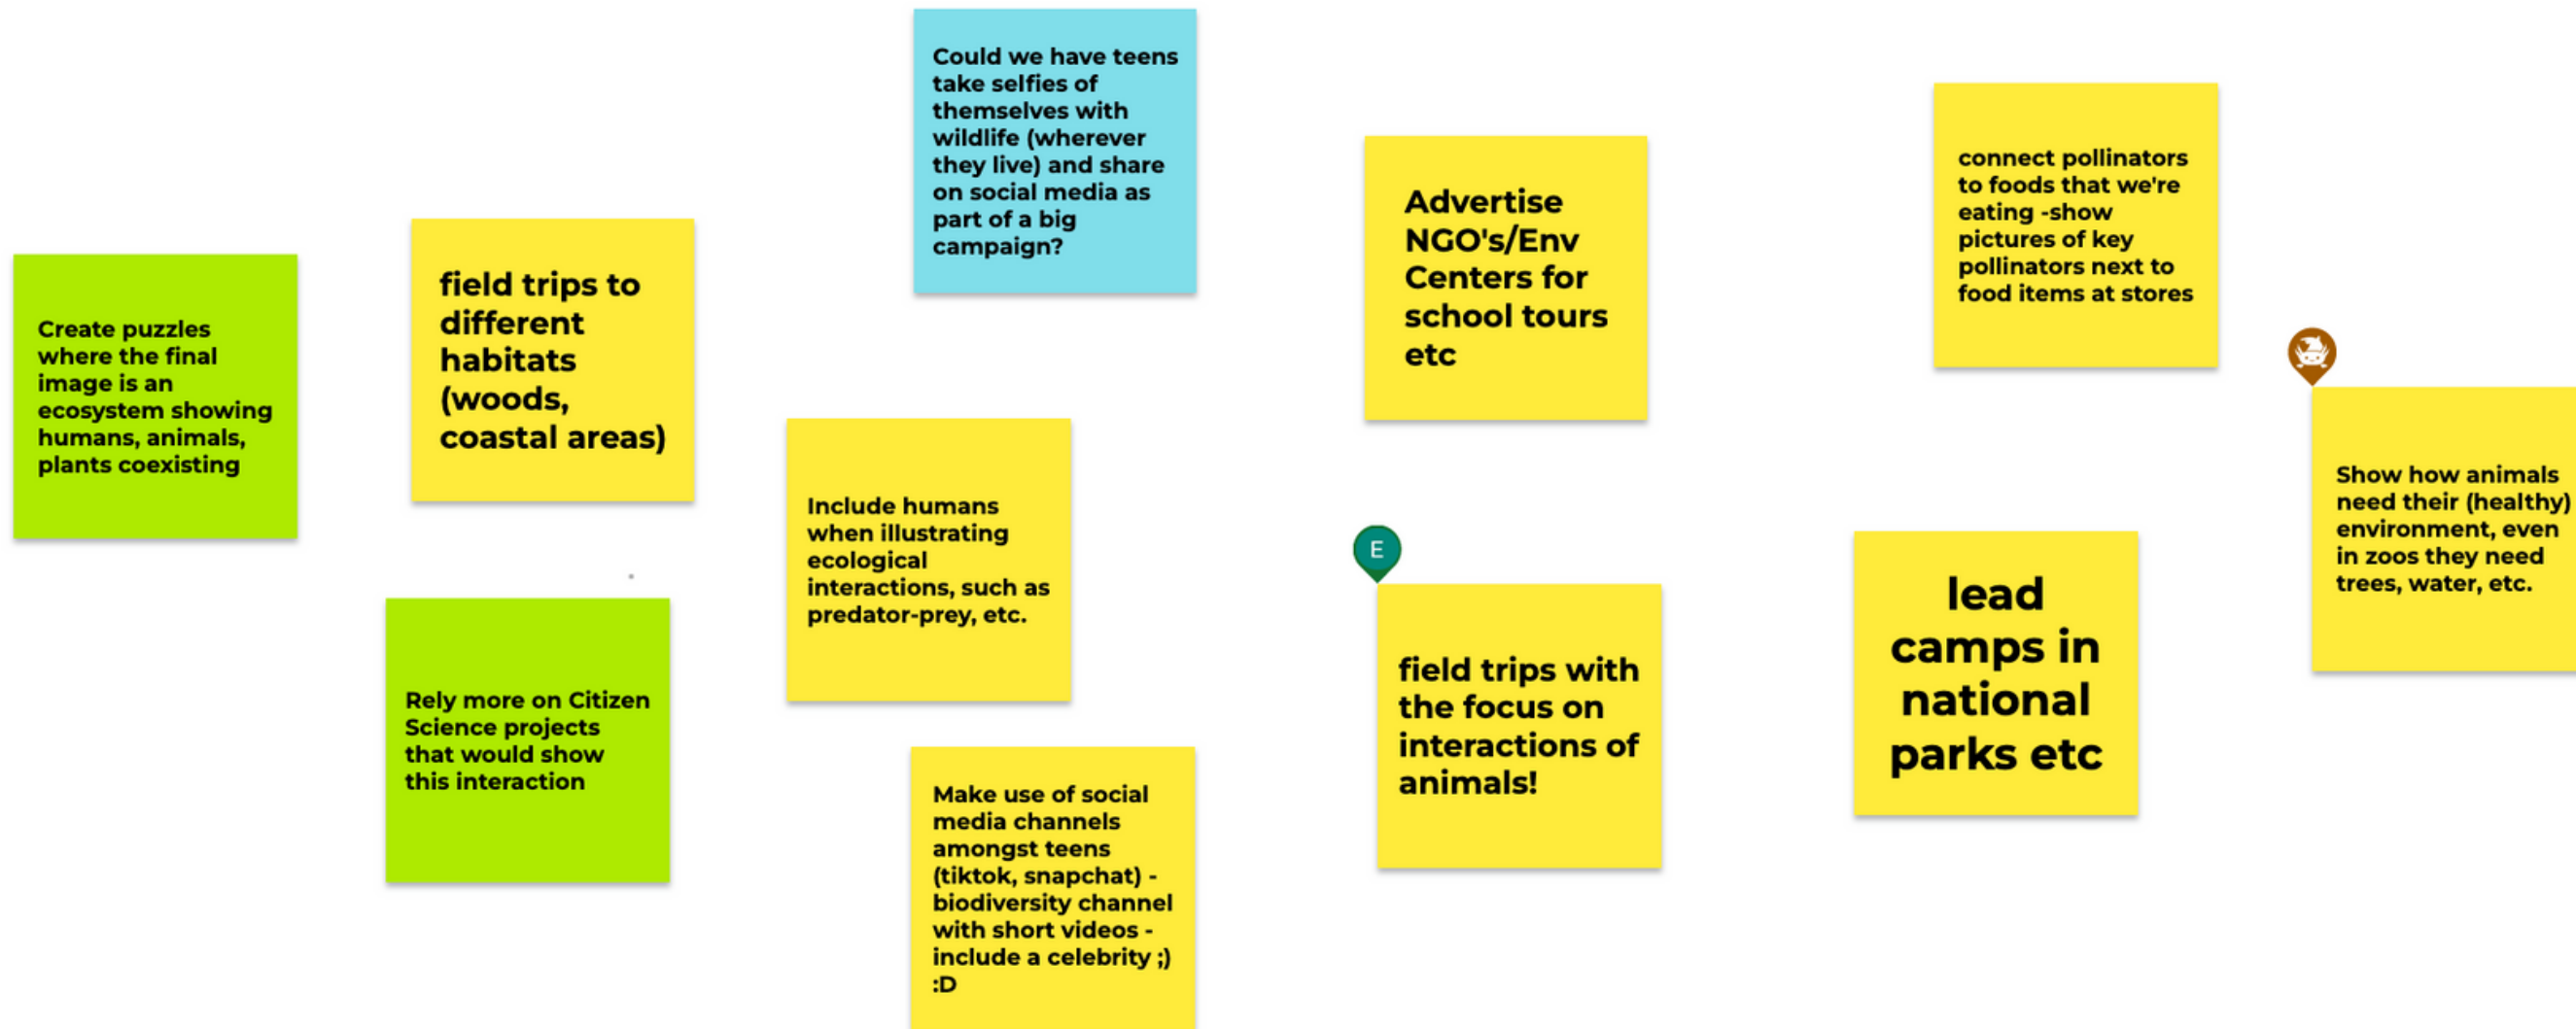 Create puzzles
where the final
image is an
ecosystem showing
humans, animals,
plants coexisting
field trips to
different
habitats
(woods,
coastal areas)
Rely more on Citizen
Science projects
that would show
this interaction
Could we have teens
take selfies of
themselves with
wildlife (wherever
they live) and share
on social media as
part of a big
campaign?
Include humans
when illustrating
ecological
interactions, such as
predator-prey, etc.
Make use of social
media channels
amongst teens
(tiktok, snapchat) -
biodiversity channel
with short videos -
include a celebrity ;)
:D
Advertise
NGO's/Env
Centers for
school tours
etc
E
field trips with
the focus on
interactions of
animals!
connect pollinators
to foods that we're
eating -show
pictures of key
pollinators next to
food items at stores
lead
camps in
national
parks etc
Show how animals
need their (healthy)
environment, even
in zoos they need
trees, water, etc.